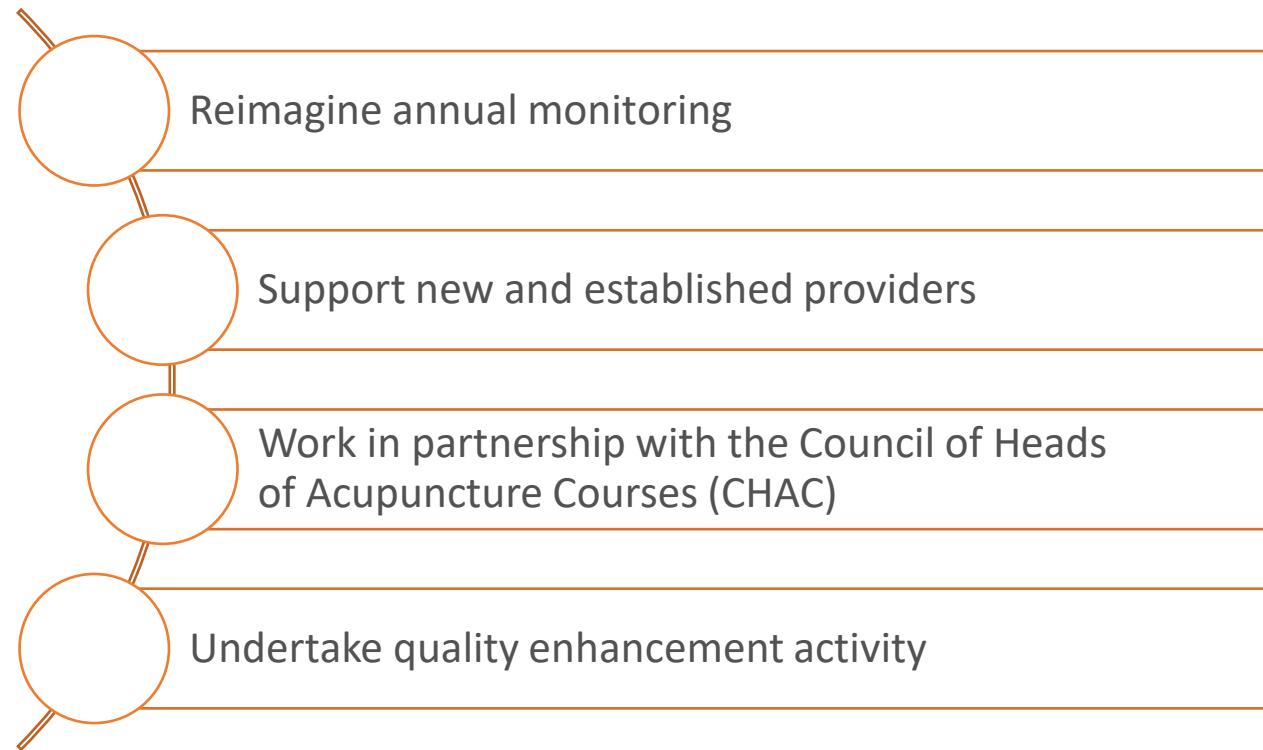 Reimagine annual monitoring
Support new and established providers
Work in partnership with the Council of Heads
of Acupuncture Courses (CHAC)
Undertake quality enhancement activity